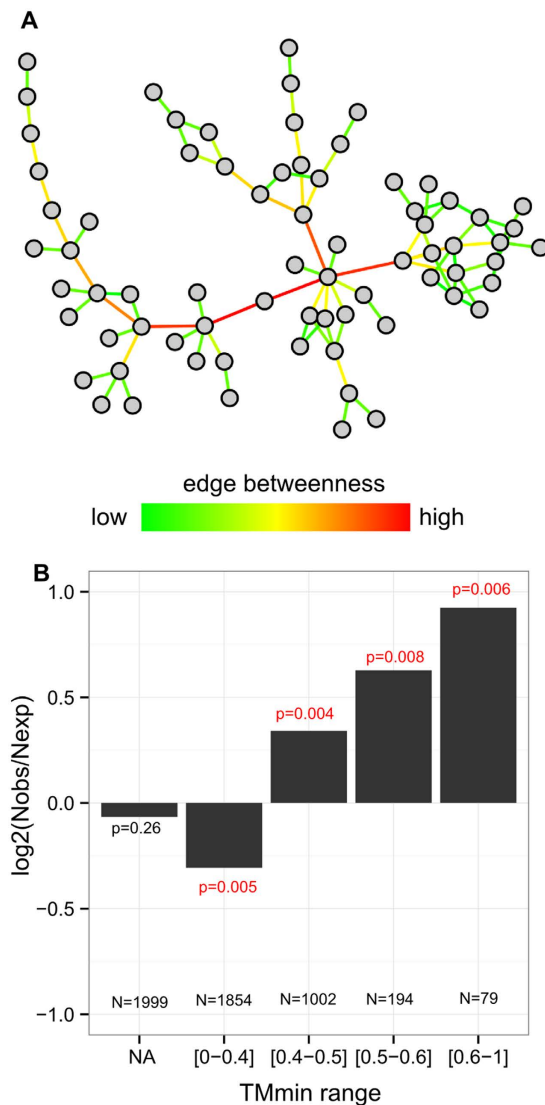 A
edge betweenness
low high
B
1.0
p=0.006
p=0.008
0.5
p=0.004
log2(Nobs/Nexp)
0.0
p=0.26
p=0.005
−0.5
N=1999 N=1854 N=1002 N=194 N=79
−1.0
NA [0−0.4] [0.4−0.5] [0.5−0.6] [0.6−1]
TMmin range